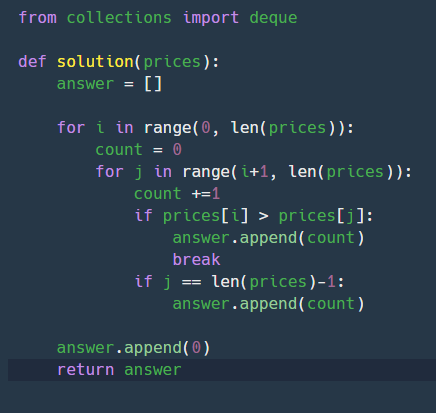 from collections import deque
def solution(prices):
    answer = []
    for i in range(0, len(prices)):
        count = 0
        for j in range(i+1, len(prices)):
            count +=1
            if prices[i] > prices[j]:
                answer.append(count)
                break
            if j == len(prices)-1:
                answer.append(count)
    answer.append(0)
    return answer